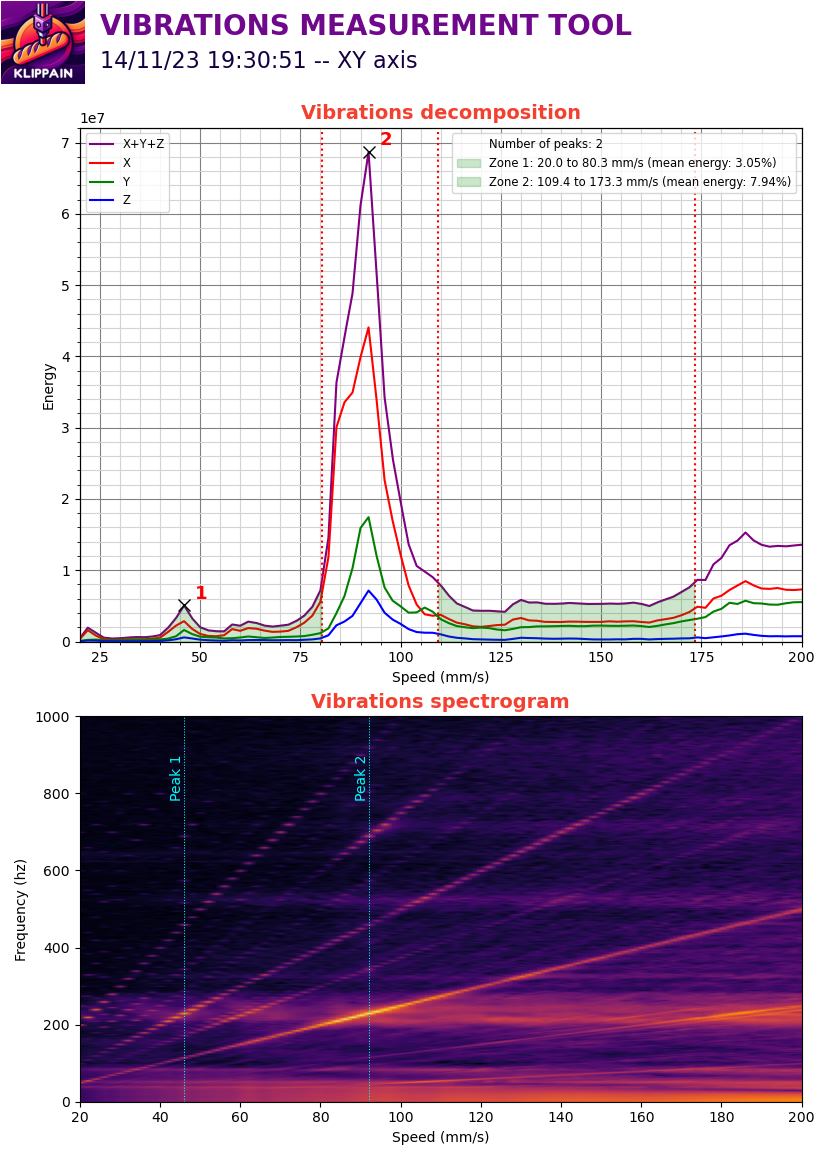 VIBRATIONS MEASUREMENT TOOL
14/11/23 19:30:51 -- XY axis
KLIPPAIN
Vibrations decomposition
1e7
X+Y+Z
X
Y
Z
Number of peaks: 2
Zone 1: 20.0 to 80.3 mm/s (mean energy: 3.05%)
Zone 2: 109.4 to 173.3 mm/s (mean energy: 7.94%)
2
1
7
6
5
4
3
2
1
0
Energy
25 50 75 100 125 150 175 200
Speed (mm/s)
Vibrations spectrogram
Peak 1
Peak 2
1000
800
600
400
200
0
Frequency (hz)
20 40 60 80 100 120 140 160 180 200
Speed (mm/s)